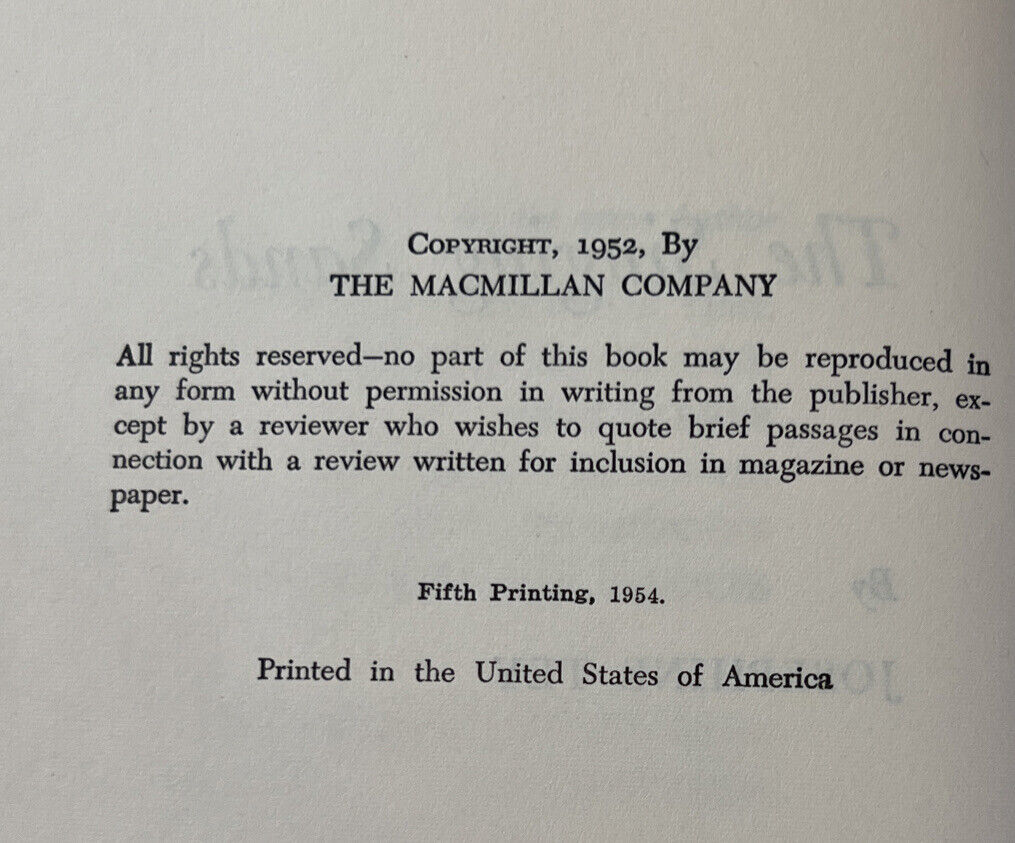 COPYRIGHT, 1952, BY
THE MACMILLAN COMPANY
All rights reserved—no part of this book may be reproduced in
any form without permission in writing from the publisher, ex-
cept by a reviewer who wishes to quote brief passages in con-
nection with a review written for inclusion in magazine or news-
paper.
Fifth Printing, 1954.
Printed in the United States of America
The Sands
By